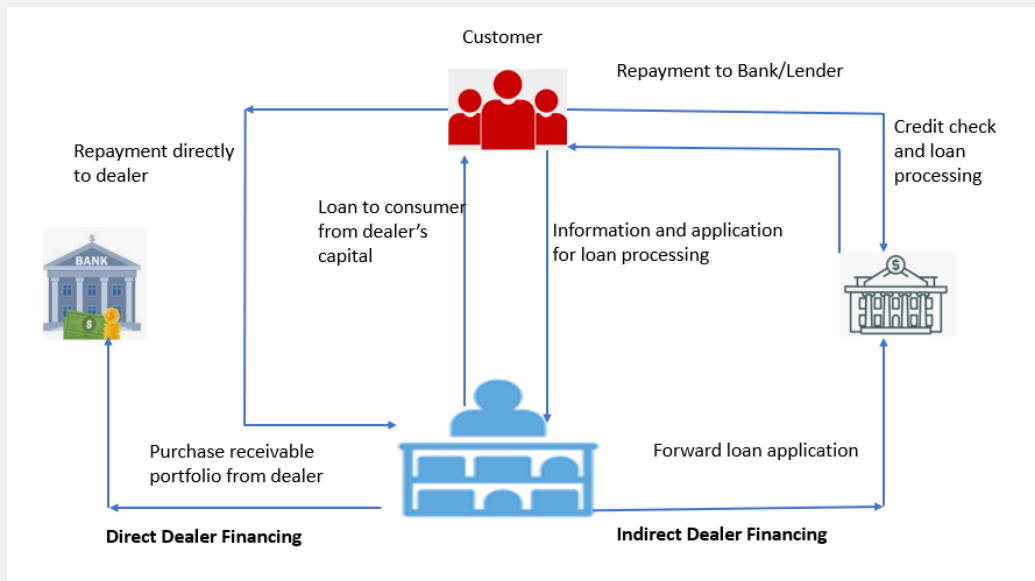 Customer
Repayment to Bank/Lender
Credit check
and loan
processing
Repayment directly
to dealer
Loan to consumer
from dealer's
capital
Information and application
for loan processing
$
BANK
$
$
Purchase receivable
portfolio from dealer
Forward loan application
Direct Dealer Financing
Indirect Dealer Financing